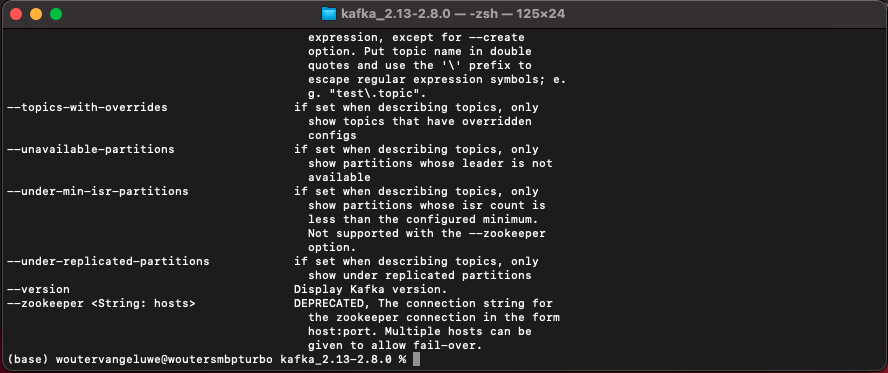 kafka_2.13-2.8.0 — -zsh — 125×24
expression, except for --create
option. Put topic name in double
quotes and use the '\' prefix to
escape regular expression symbols; e.
g. "test\.topic".
--topics-with-overrides if set when describing topics, only
show topics that have overridden
configs
--unavailable-partitions if set when describing topics, only
show partitions whose leader is not
available
--under-min-isr-partitions if set when describing topics, only
show partitions whose isr count is
less than the configured minimum.
Not supported with the --zookeeper
option.
--under-replicated-partitions if set when describing topics, only
show under replicated partitions
--version Display Kafka version.
--zookeeper <String: hosts> DEPRECATED, The connection string for
the zookeeper connection in the form
host:port. Multiple hosts can be
given to allow fail-over.
(base) woutervangeluwe@woutersmbpturbo kafka_2.13-2.8.0 %